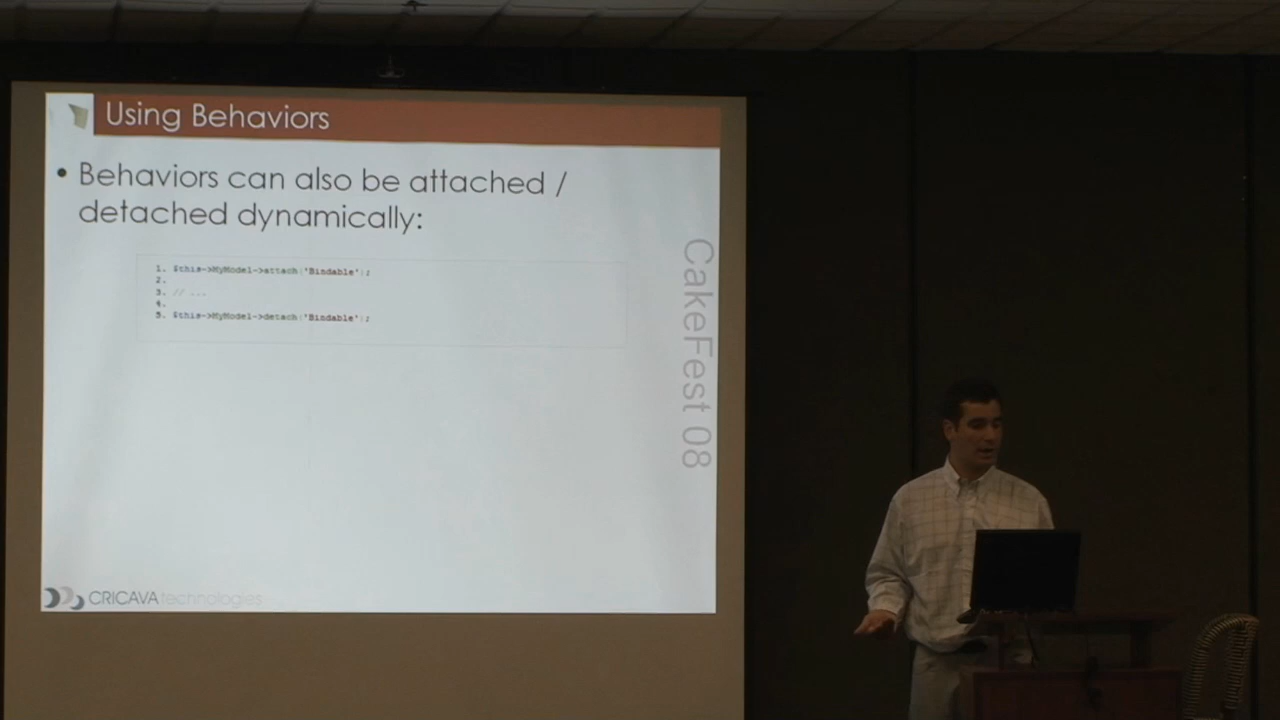 Using Behaviors
• Behaviors can also be attached /
detached dynamically:
1. $this->MyModel->attach('Bindable');
2.
3. // ...
4.
5. $this->MyModel->detach('Bindable');
CakeFest 08
CRICAVA technologies